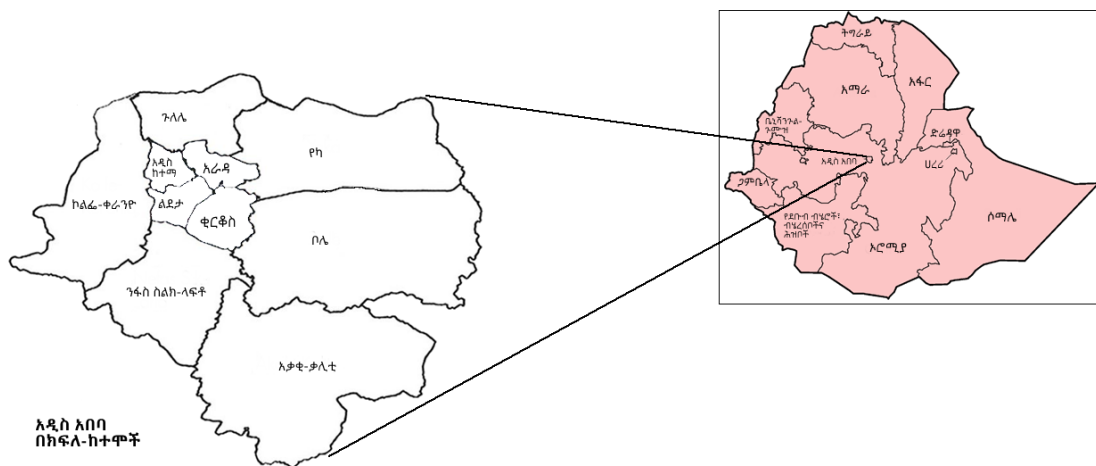 ጉለሌ
የካ
አዲስ
ከተማ
አራዳ
ኮልፌ-ቀራንዮ
ልደታ
ቂርቆስ
ቦሌ
ንፋስ ስልክ-ላፍቶ
አቃቂ-ቃሊቲ
አዲስ አበባ
በክፍለ-ከተሞች
ትግራይ
አፋር
አማራ
ቤኒሻንጉል-
ጉሙዝ
ድሬዳዋ
አዲስ አበባ
ሀረሪ
ጋምቤላ
ሶማሌ
የደቡብ ብሄሮች፣
ብሄረሰቦችና
ሕዝቦች
ኦሮሚያ